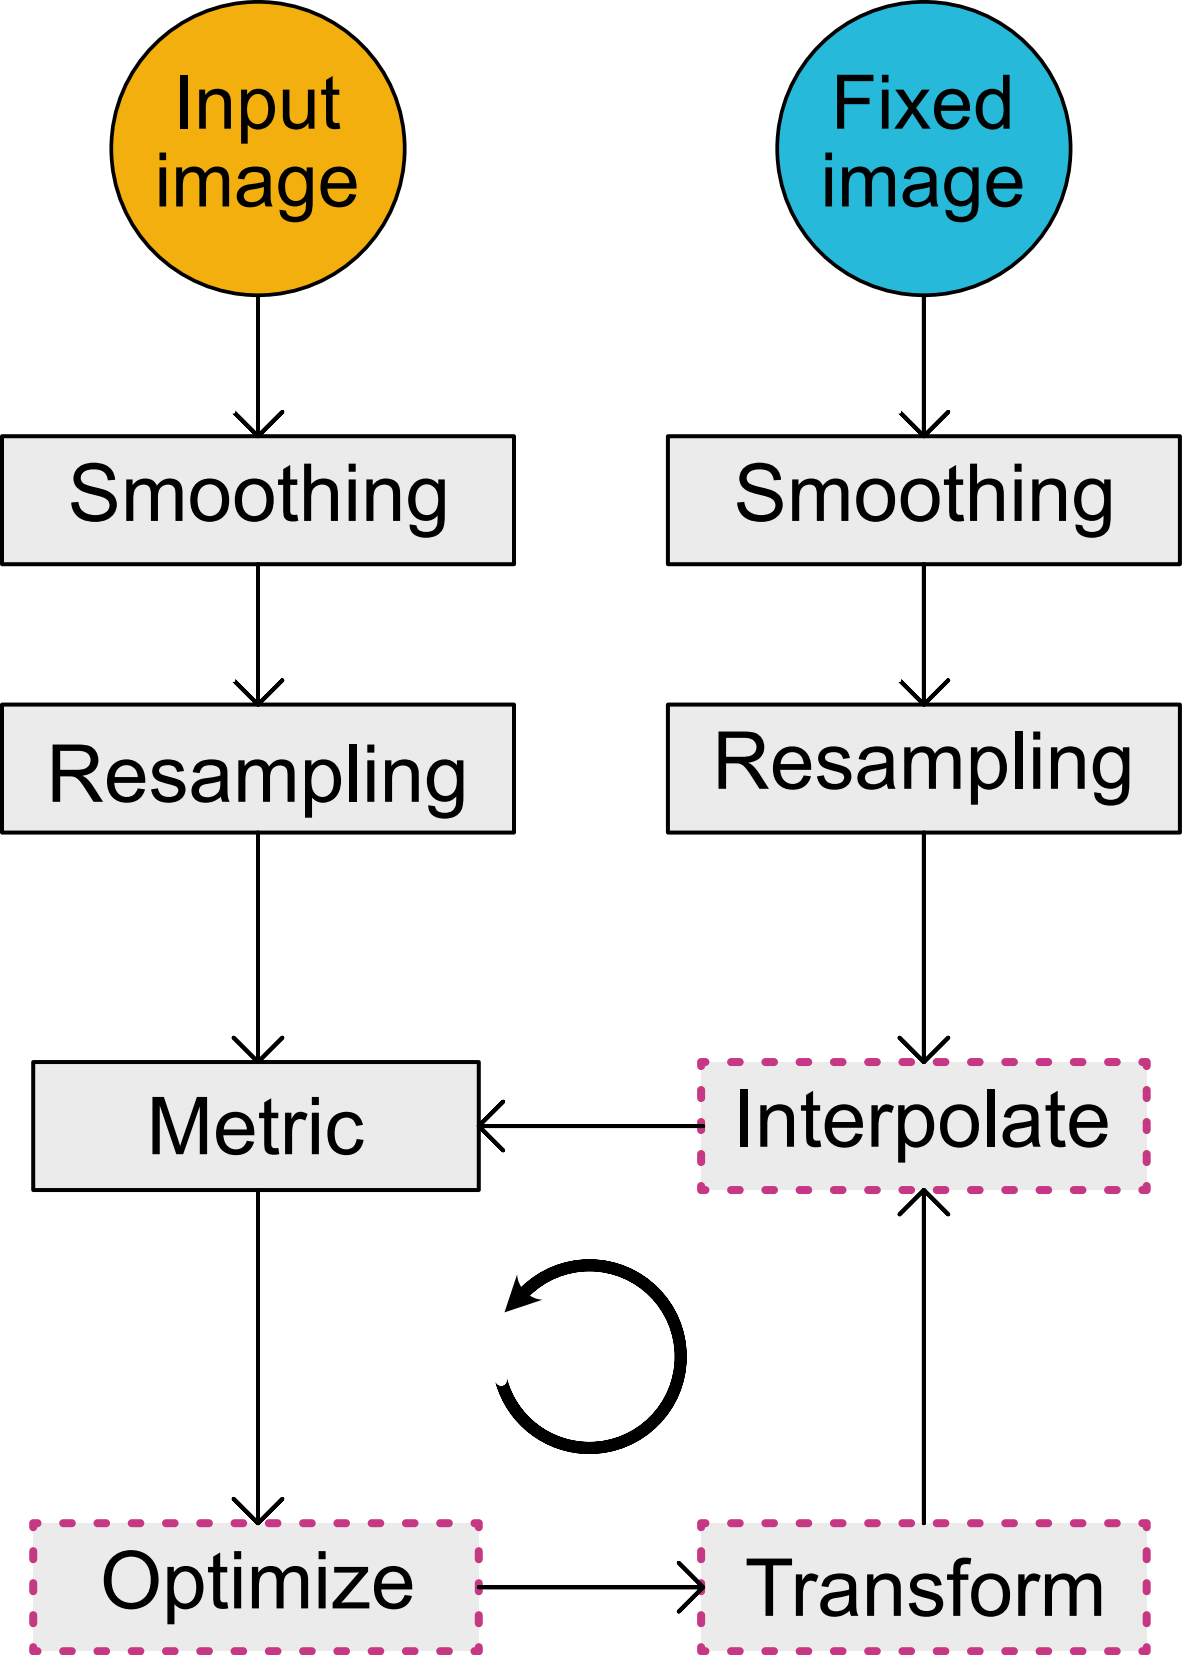 Input
image
Fixed
image
Smoothing
Smoothing
Resampling
Resampling
Metric
Interpolate
Optimize
Transform